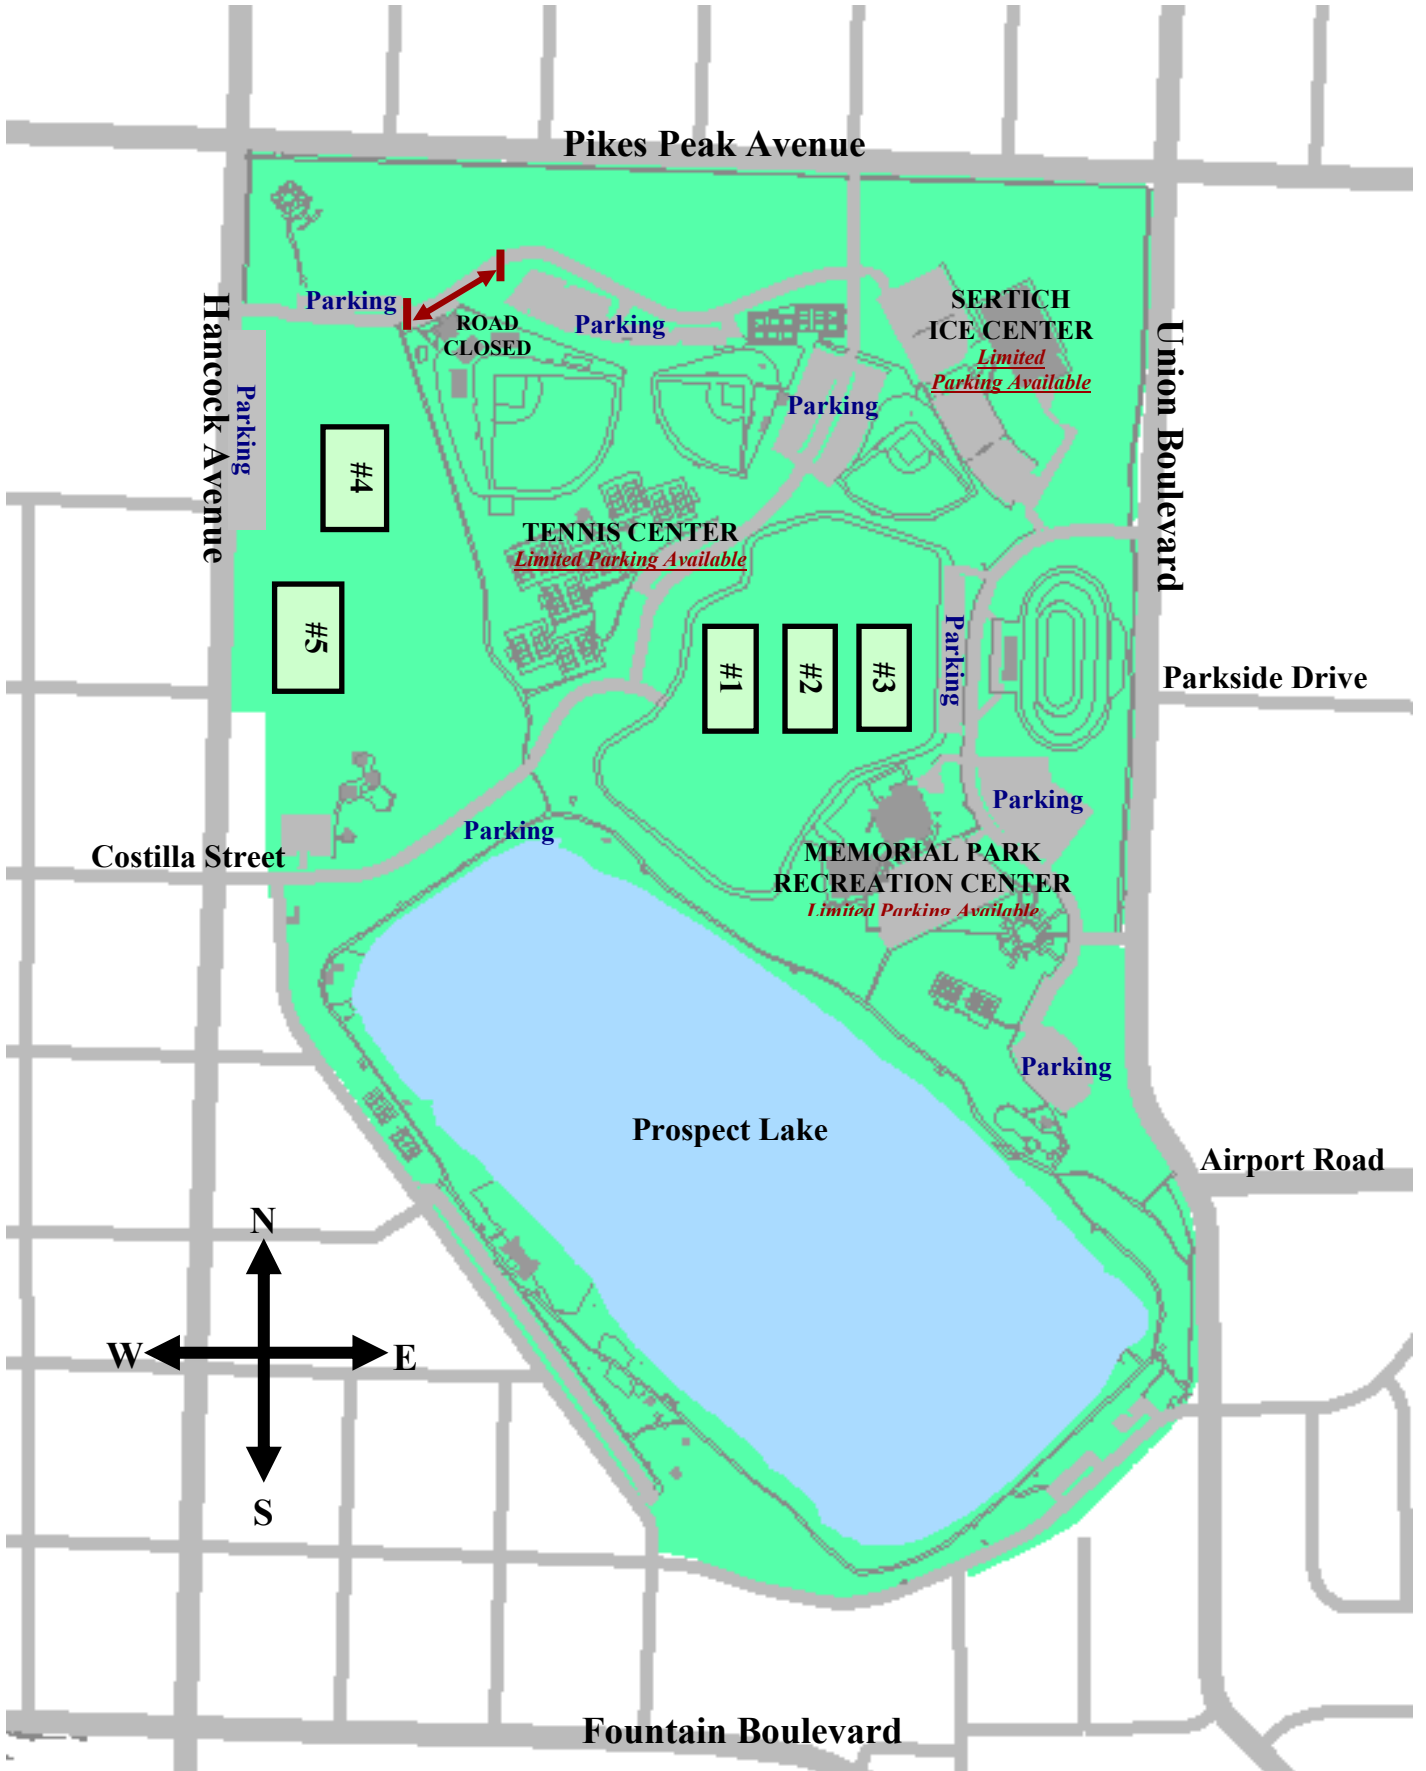 Pikes Peak Avenue
Hancock Avenue
Parking
ROAD
CLOSED
Parking
SERTICH
ICE CENTER
Limited
Parking Available
Union Boulevard
Parking
Parking
#4
TENNIS CENTER
Limited Parking Available
#5
#1
#2
#3
Parking
Parkside Drive
Parking
Parking
Costilla Street
MEMORIAL PARK
RECREATION CENTER
Limited Parking Available
Parking
Prospect Lake
Airport Road
N
W
E
S
Fountain Boulevard